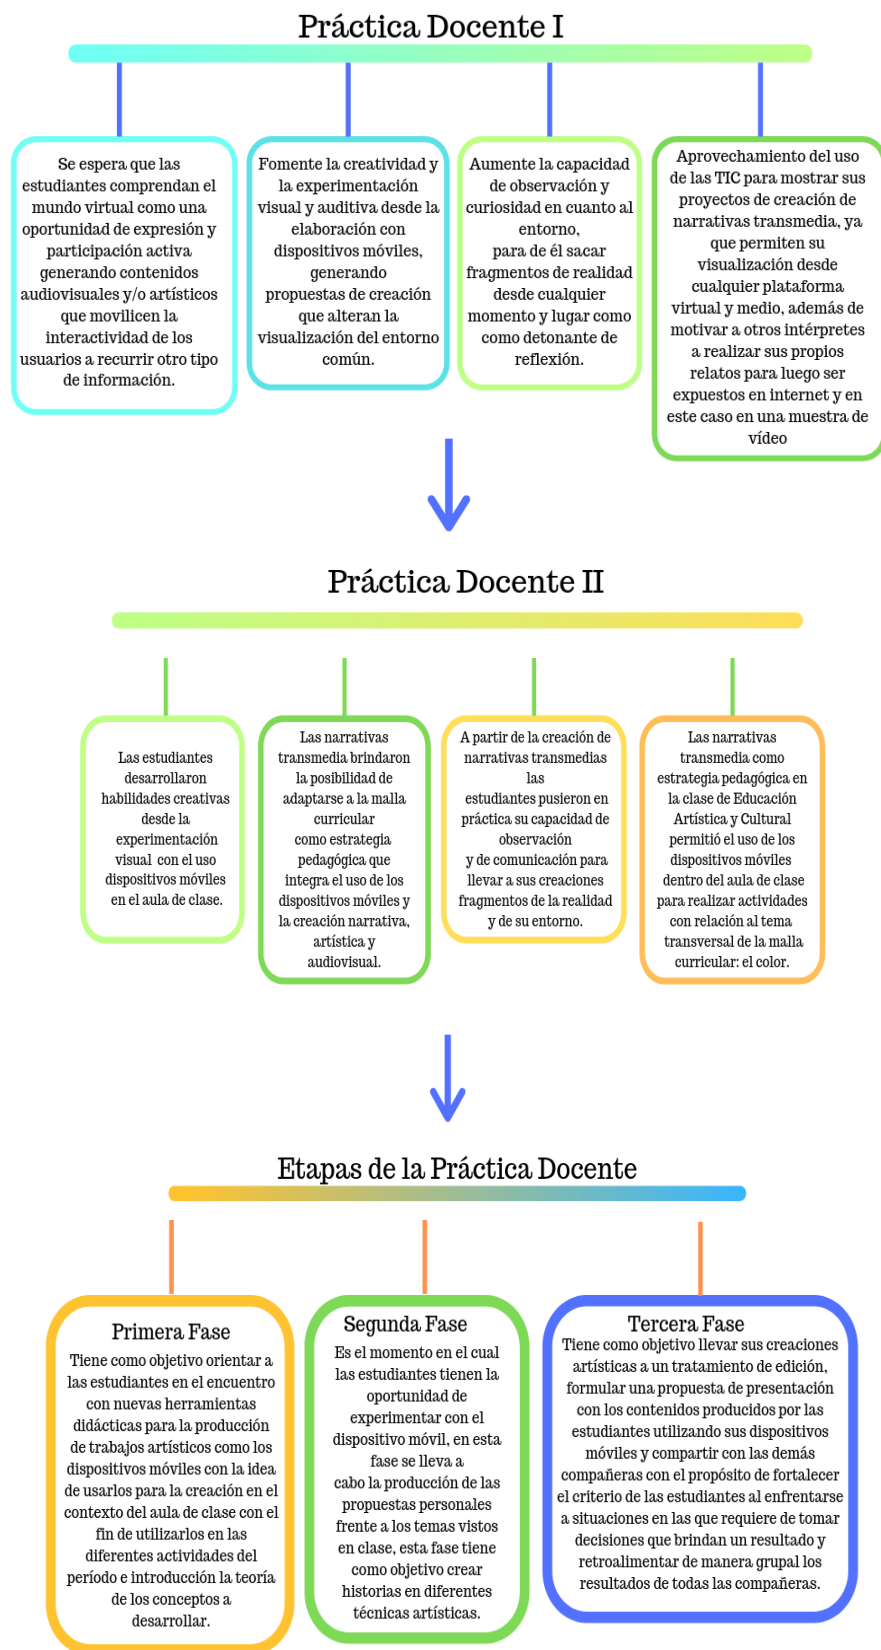 Práctica Docente I
Se espera que las
estudiantes comprendan el
mundo virtual como una
oportunidad de expresión y
participación activa
generando contenidos
audiovisuales y/o artísticos
que movilicen la
interactividad de los
usuarios a recurrir otro tipo
de información.
Fomente la creatividad y
la experimentación
visual y auditiva desde la
elaboración con
dispositivos móviles,
generando
propuestas de creación
que alteran la
visualización del entorno
común.
Aumente la capacidad
de observación y
curiosidad en cuanto al
entorno,
para de él sacar
fragmentos de realidad
desde cualquier
momento y lugar como
como detonante de
reflexión.
Aprovechamiento del uso
de las TIC para mostrar sus
proyectos de creación de
narrativas transmedia, ya
que permiten su
visualización desde
cualquier plataforma
virtual y medio, además de
motivar a otros intérpretes
a realizar sus propios
relatos para luego ser
expuestos en internet y en
este caso en una muestra de
vídeo
Práctica Docente II
Las estudiantes
desarrollaron
habilidades creativas
desde la
experimentación
visual con el uso
dispositivos móviles
en el aula de clase.
Las narrativas
transmedia brindaron
la posibilidad de
adaptarse a la malla
curricular
como estrategia
pedagógica que
integra el uso de los
dispositivos móviles y
la creación narrativa,
artística y
audiovisual.
A partir de la creación de
narrativas transmedias
las
estudiantes pusieron en
práctica su capacidad de
observación
y de comunicación para
llevar a sus creaciones
fragmentos de la realidad
y de su entorno.
Las narrativas
transmedia como
estrategia pedagógica en
la clase de Educación
Artística y Cultural
permitió el uso de los
dispositivos móviles
dentro del aula de clase
para realizar actividades
con relación al tema
transversal de la malla
curricular: el color.
Etapas de la Práctica Docente
Primera Fase
Tiene como objetivo orientar a
las estudiantes en el encuentro
con nuevas herramientas
didácticas para la producción
de trabajos artísticos como los
dispositivos móviles con la idea
de usarlos para la creación en el
contexto del aula de clase con el
fin de utilizarlos en las
diferentes actividades del
período e introducción la teoría
de los conceptos a
desarrollar.
Segunda Fase
Es el momento en el cual
las estudiantes tienen la
oportunidad de
experimentar con el
dispositivo móvil, en esta
fase se lleva a
cabo la producción de las
propuestas personales
frente a los temas vistos
en clase, esta fase tiene
como objetivo crear
historias en diferentes
técnicas artísticas.
Tercera Fase
Tiene como objetivo llevar sus creaciones
artísticas a un tratamiento de edición,
formular una propuesta de presentación
con los contenidos producidos por las
estudiantes utilizando sus dispositivos
móviles y compartir con las demás
compañeras con el propósito de fortalecer
el criterio de las estudiantes al enfrentarse
a situaciones en las que requiere de tomar
decisiones que brindan un resultado y
retroalimentar de manera grupal los
resultados de todas las compañeras.